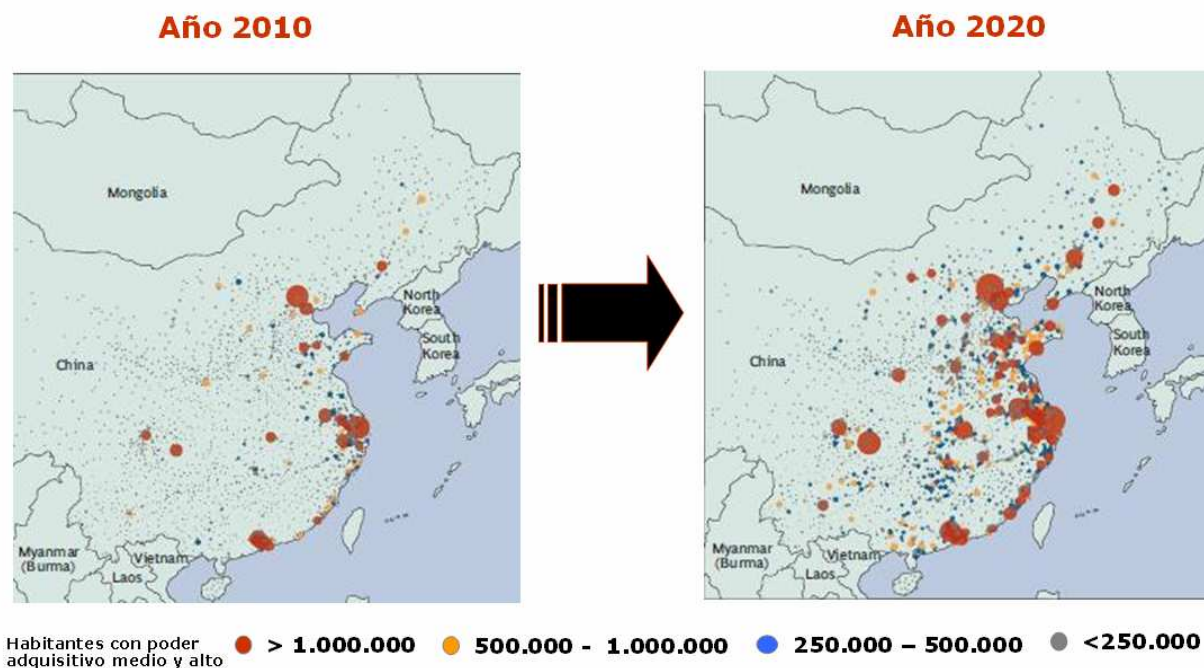 Año 2010
Año 2020
Mongolia
North
Korea
South
Korea
China
Myanmar
(Burma)
Vietnam
Laos
Mongolia
North
Korea
South
Korea
China
Myanmar
(Burma)
Vietnam
Laos
Habitantes con poder
adquisitivo medio y alto
> 1.000.000
500.000 - 1.000.000
250.000 – 500.000
<250.000